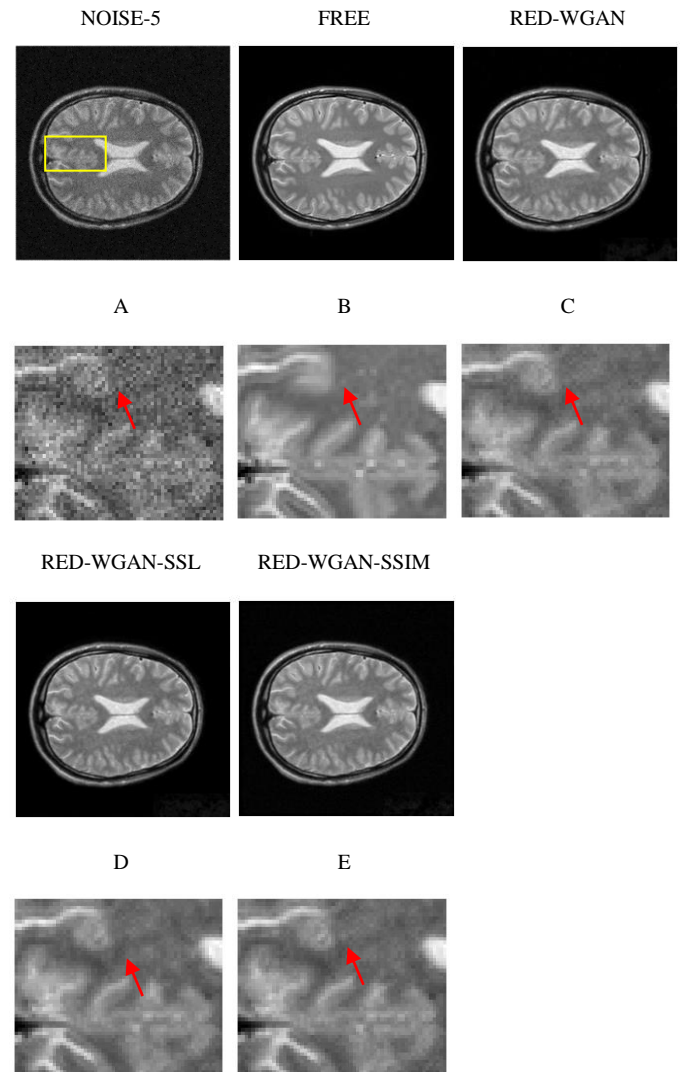 NOISE-5 FREE RED-WGAN
A B C
RED-WGAN-SSL RED-WGAN-SSIM
D E